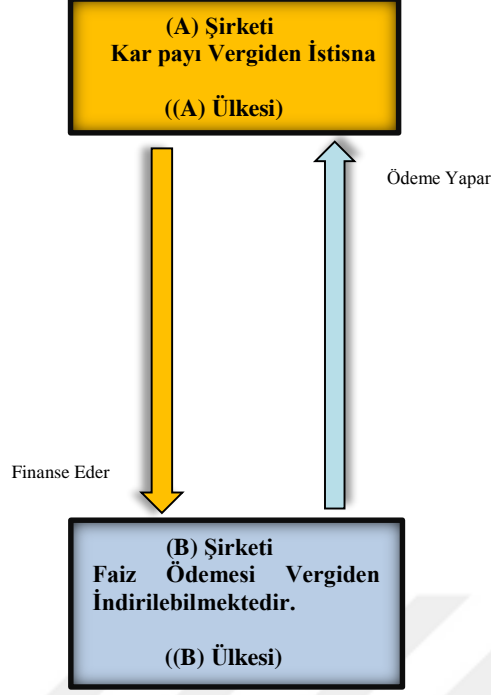 (A) Şirketi
Kar payı Vergiden İstisna
((A) Ülkesi)
Ödeme Yapar
Finanse Eder
(B) Şirketi
Faiz Ödemesi Vergiden
İndirilebilmektedir.
((B) Ülkesi)